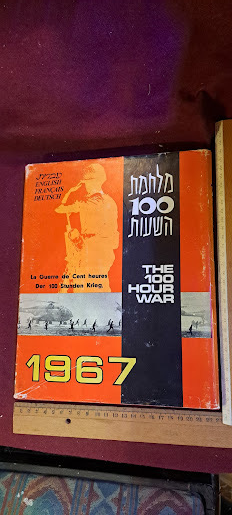 עברית
ENGLISH
FRANÇAIS
DEUTSCH
מלחמת
100
השעות
La Guerre de Cent heures
Der 100 Stunden Krieg.
THE
100
HOUR
WAR
1967